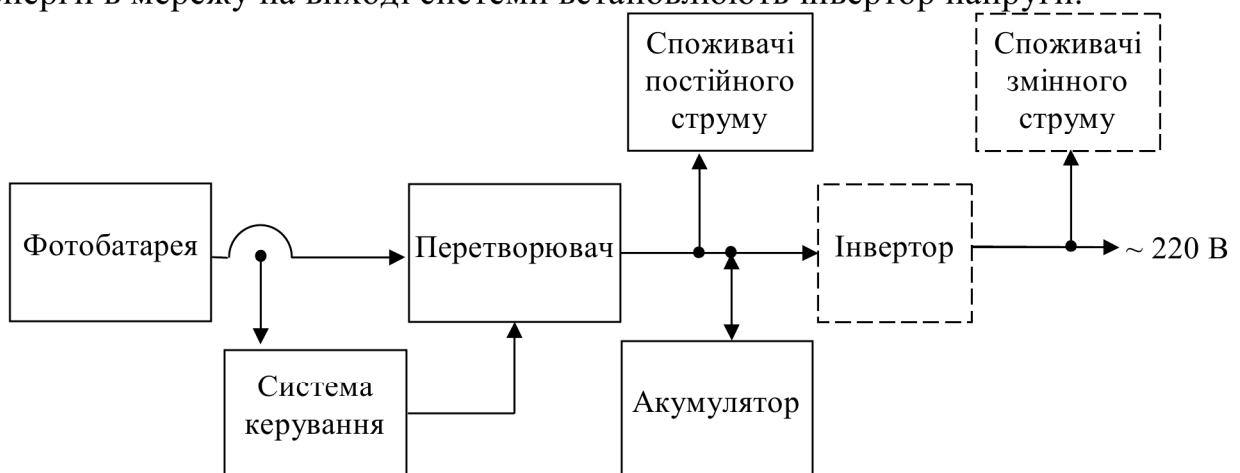 енергії в мережу на виході системи встановлюють інвертор напруги.
Споживачі
постійного
струму
Споживачі
змінного
струму
Фотобатарея
Перетворювач
Інвертор
~ 220 В
Система
керування
Акумулятор